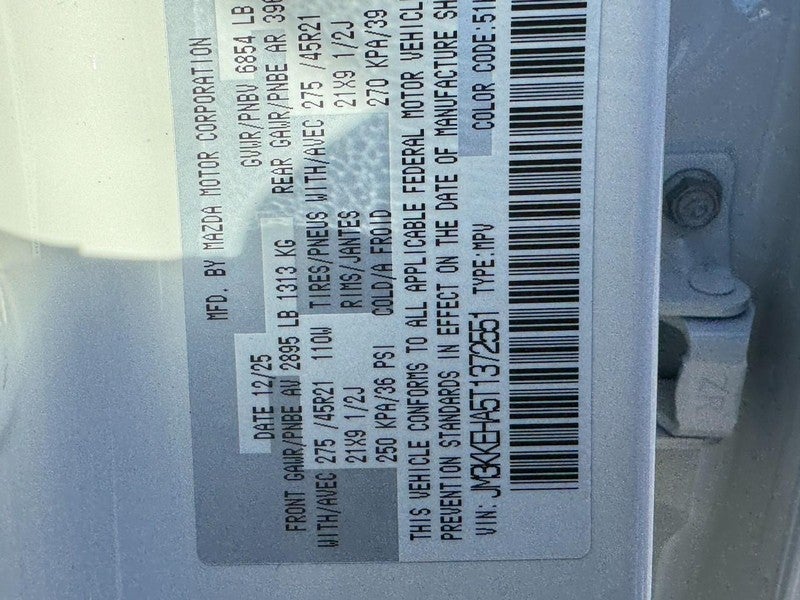 MFD. BY MAZDA MOTOR CORPORATION
DATE 12/25 GVWR/PNBV 6854 LB
FRONT GAWR/PNBE AV 2895 LB 1313 KG REAR GAWR/PNBE AR 396
WITH/AVEC 275 /45R21 110W TIRES/PNEUS WITH/AVEC 275 /45R21
21X9 1/2J RIMS/JANTES 21X9 1/2J
250 KPA/36 PSI COLD/A FROID 270 KPA/39
THIS VEHICLE CONFORMS TO ALL APPLICABLE FEDERAL MOTOR VEHICL
PREVENTION STANDARDS IN EFFECT ON THE DATE OF MANUFACTURE SH
VIN: JM3KKEHA5T1372551 TYPE:MPV COLOR CODE:51